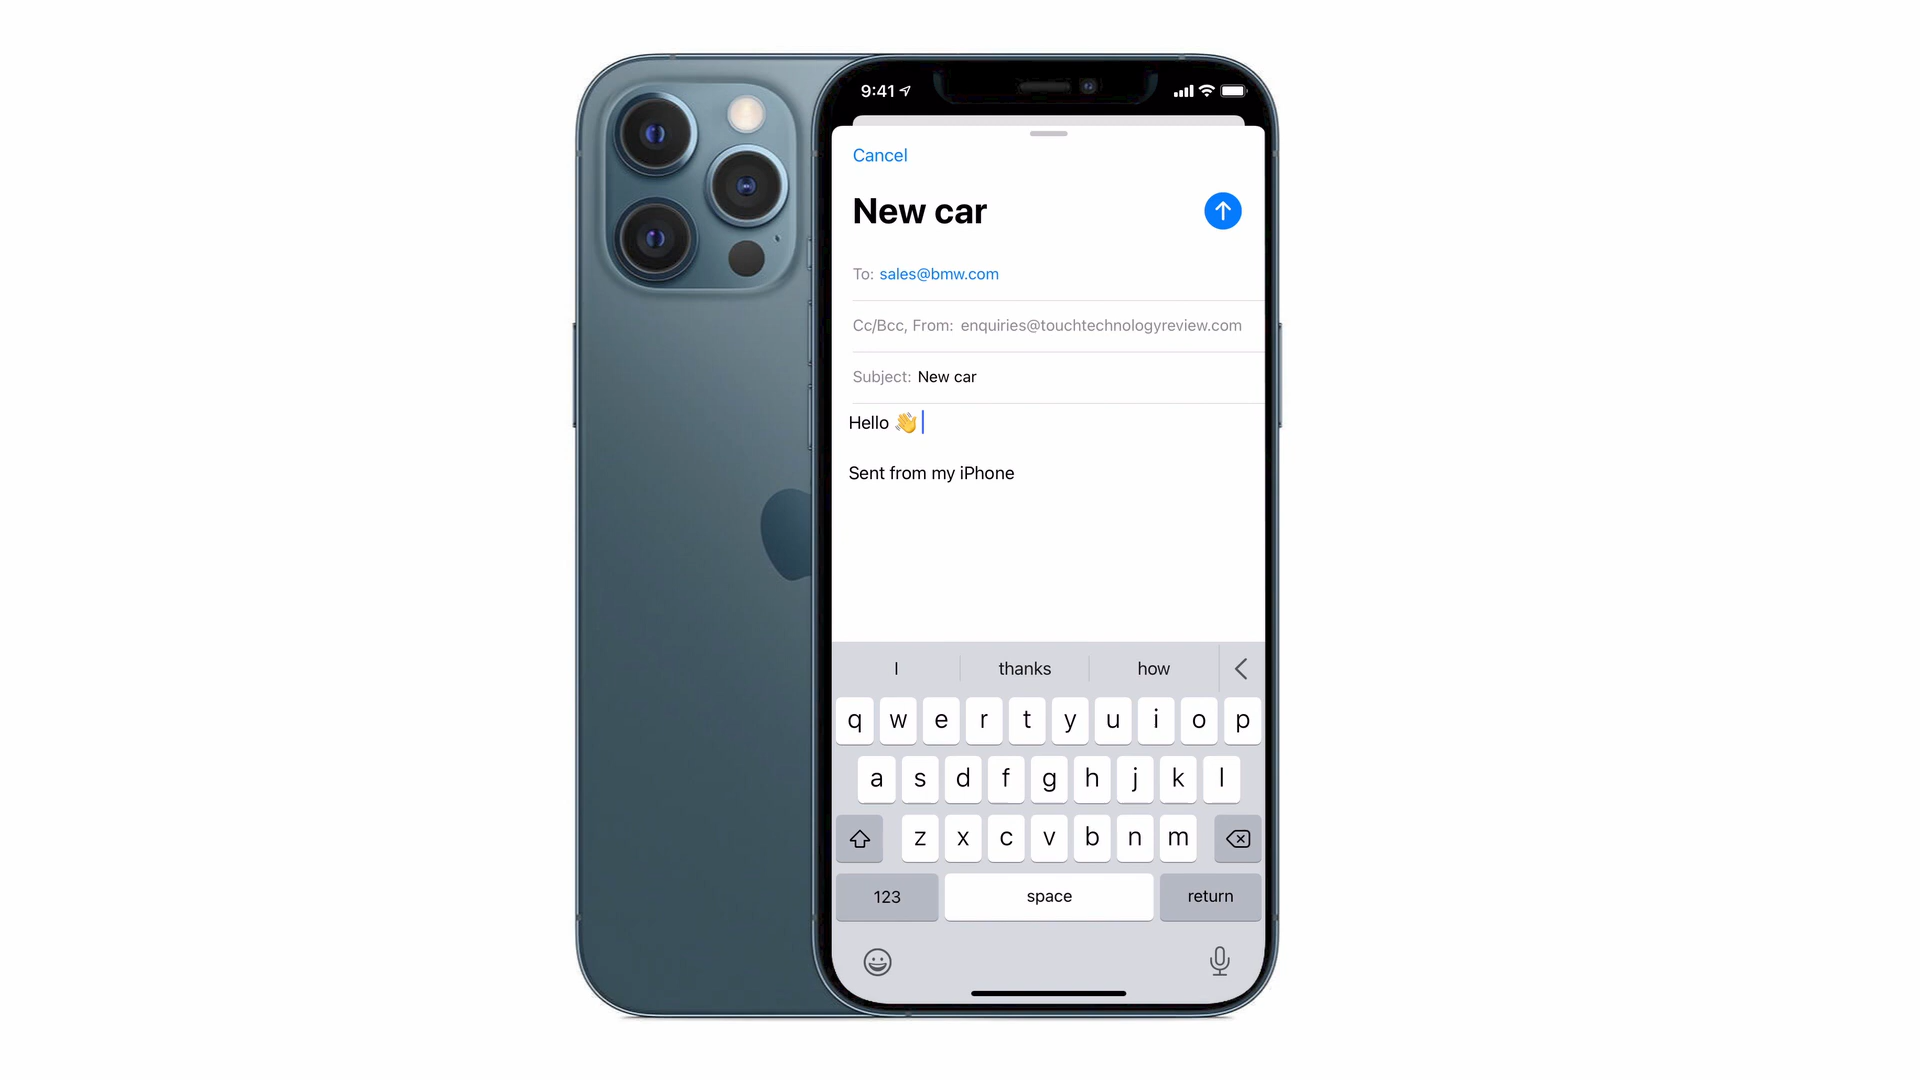 9:41
Cancel
New car
To: sales@bmw.com
Cc/Bcc, From: enquiries@touchtechnologyreview.com
Subject: New car
Hello 👋
Sent from my iPhone
I thanks how
q w e r t y u i o p
a s d f g h j k l
z x c v b n m
123 space return